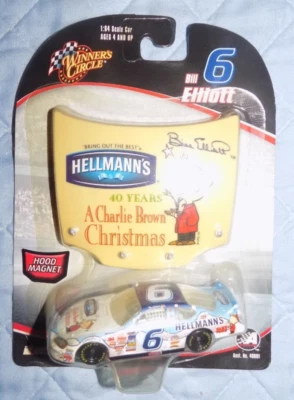 1:64 Scale Car
AGES 4 AND UP
WINNER'S CIRCLE
Bill
Elliott
6
"BRING OUT THE BEST"®
HELLMANN'S
40 YEARS
A Charlie Brown
Christmas
HOOD
MAGNET
6
HELLMANN'S
6